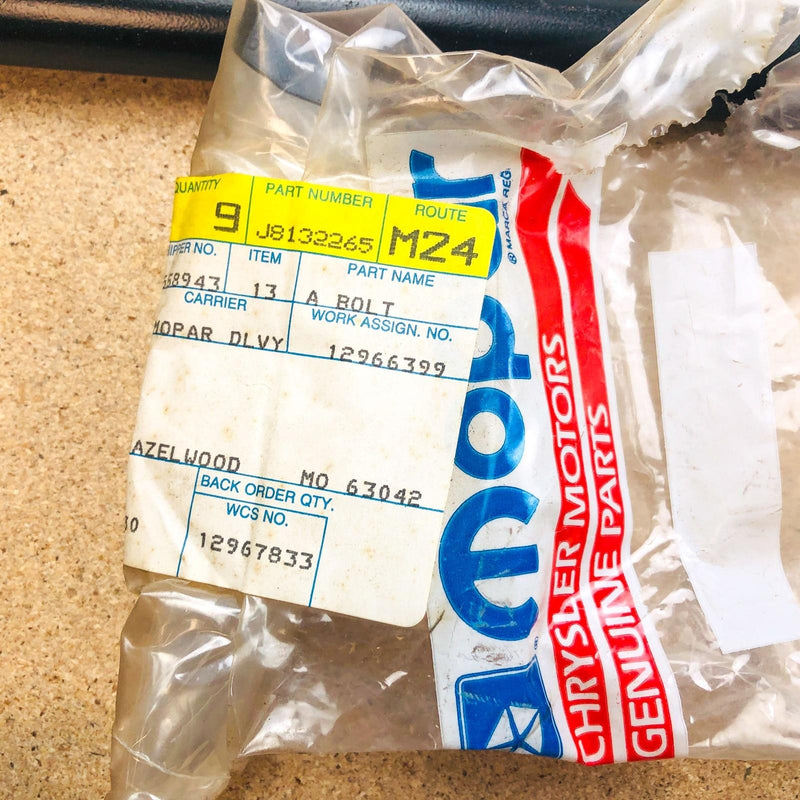 QUANTITY PART NUMBER ROUTE
9 J8132265 M24
ITEM PART NAME
58943 13 A BOLT
CARRIER WORK ASSIGN. NO.
MOPAR DLVY 12966399
AZELWOOD MO 63042
BACK ORDER QTY.
WCS NO.
12967833
Mopar
® MARCA REG.
CHRYSLER MOTORS
GENUINE PARTS
®